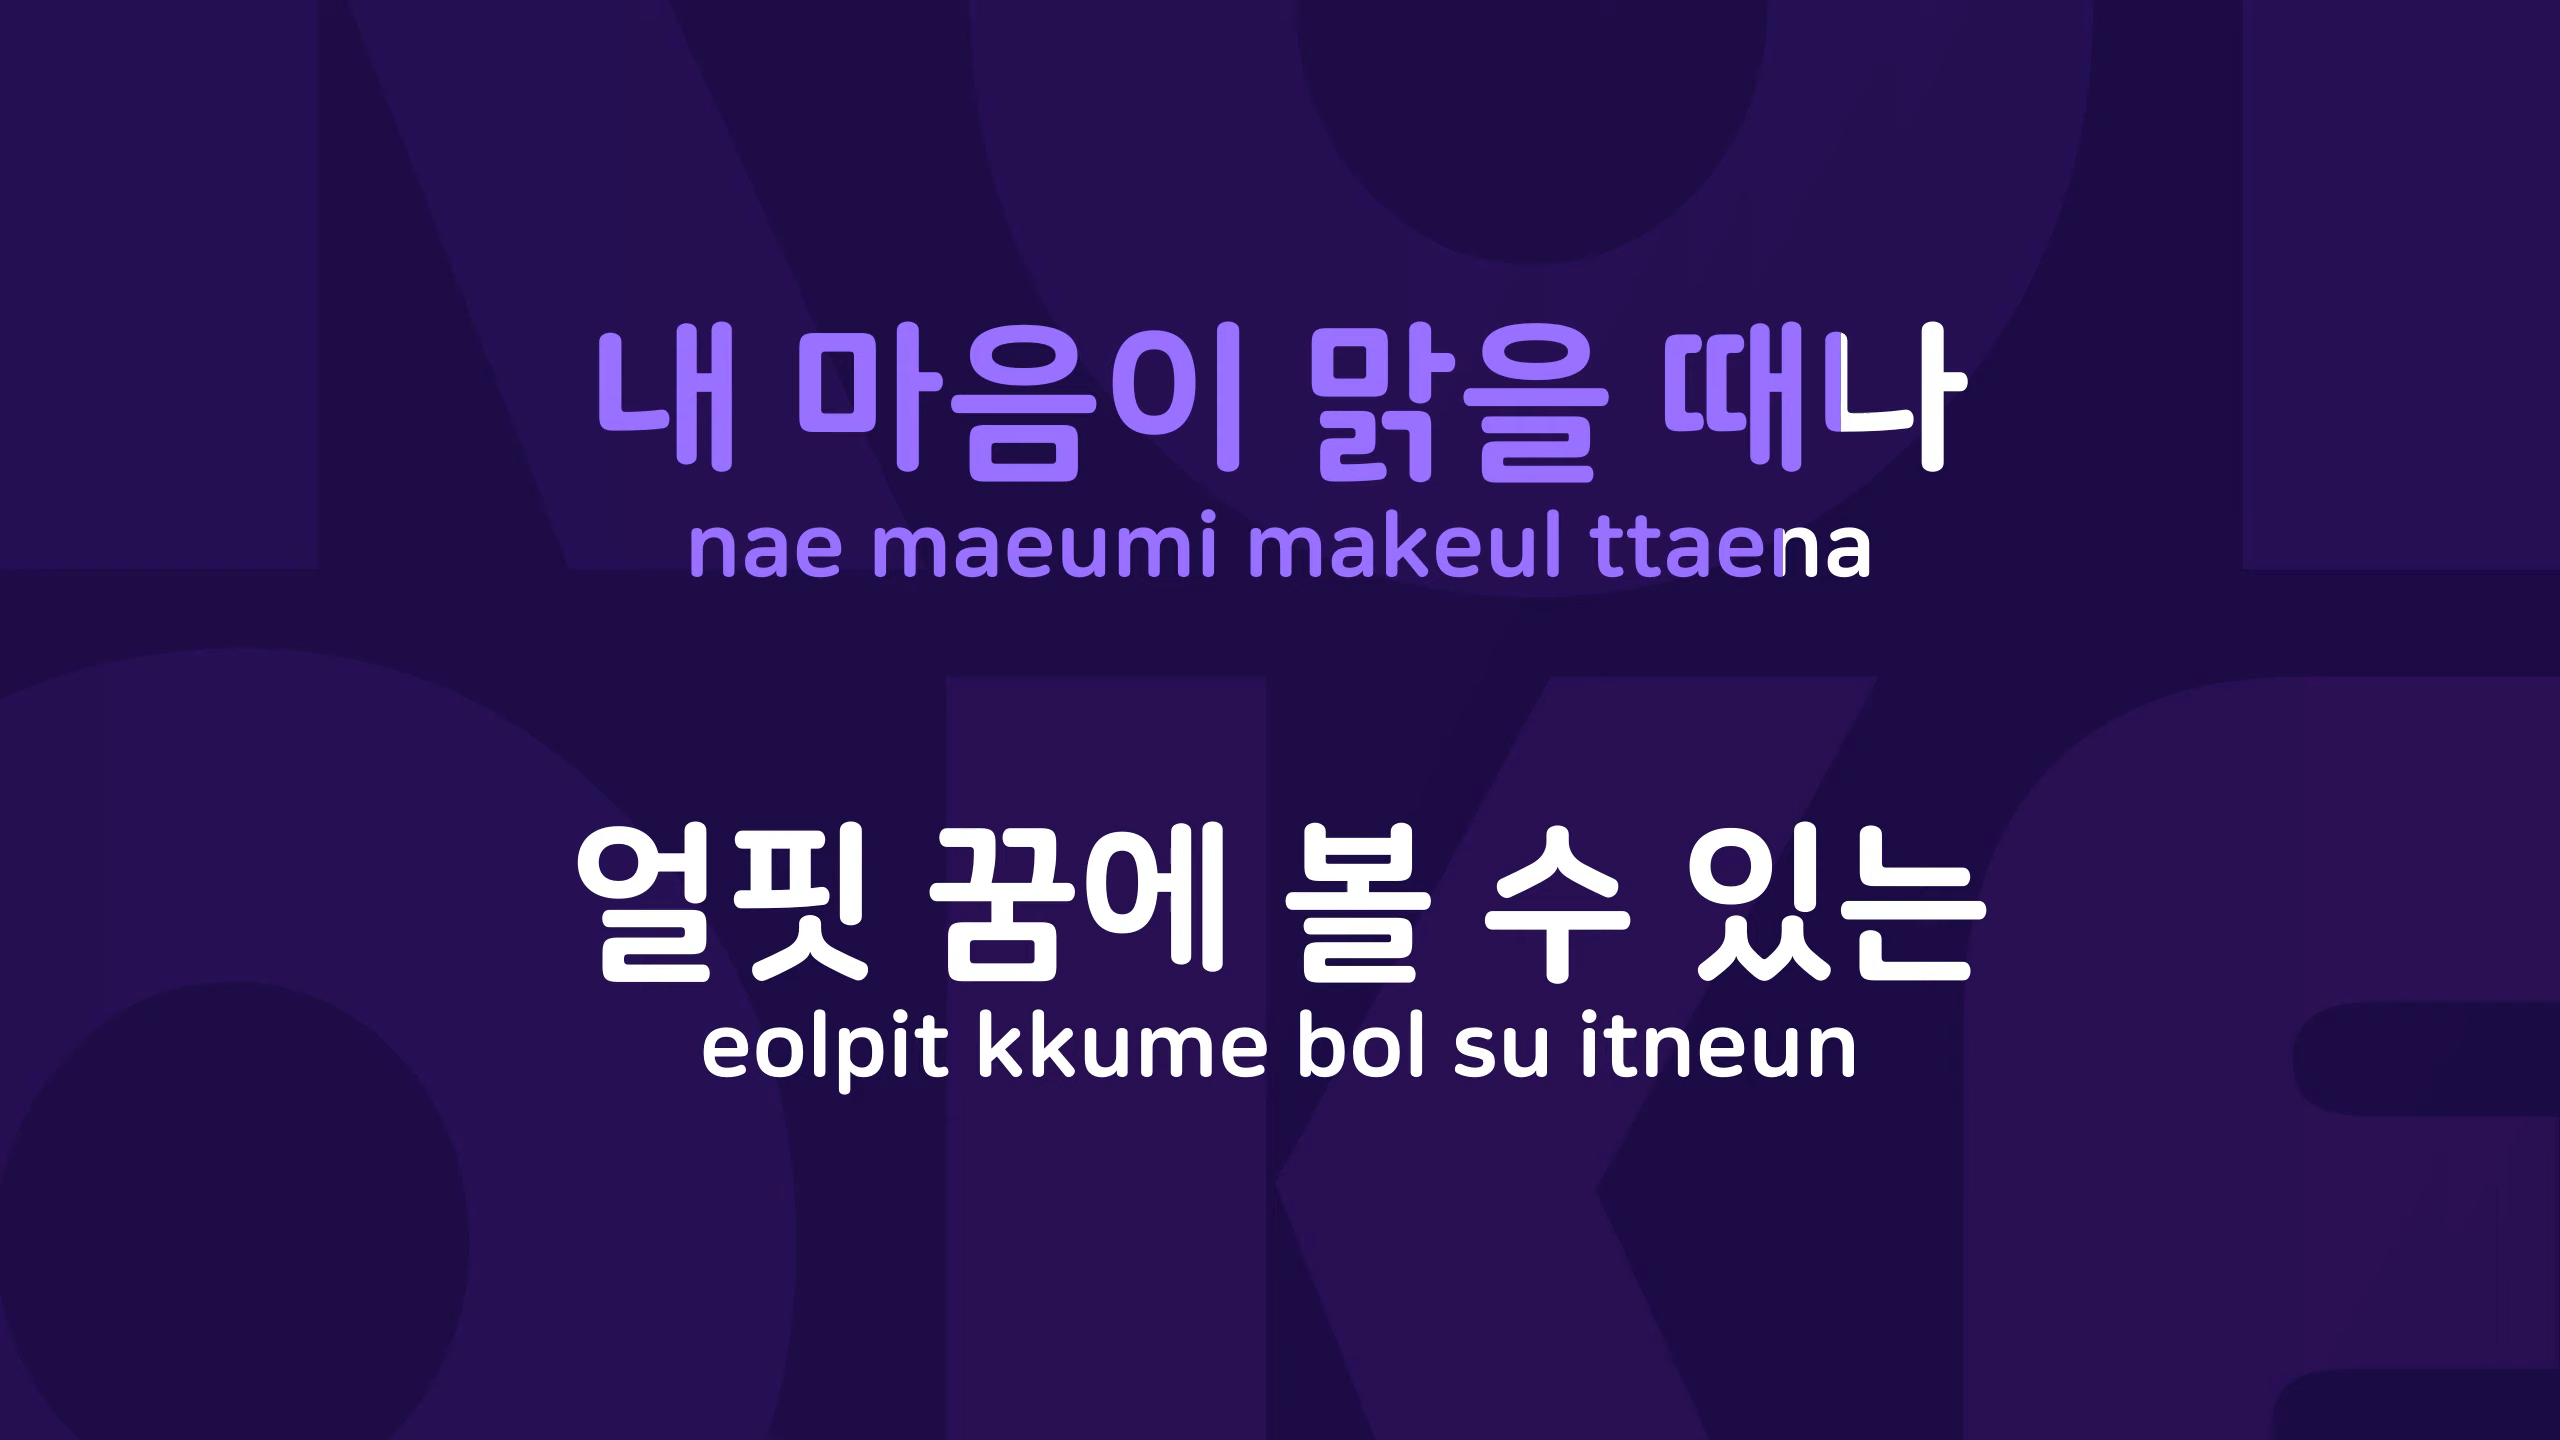 내 마음이 맑을 때나
nae maeumi makeul ttaena
얼핏 꿈에 볼 수 있는
eolpit kkume bol su itneun